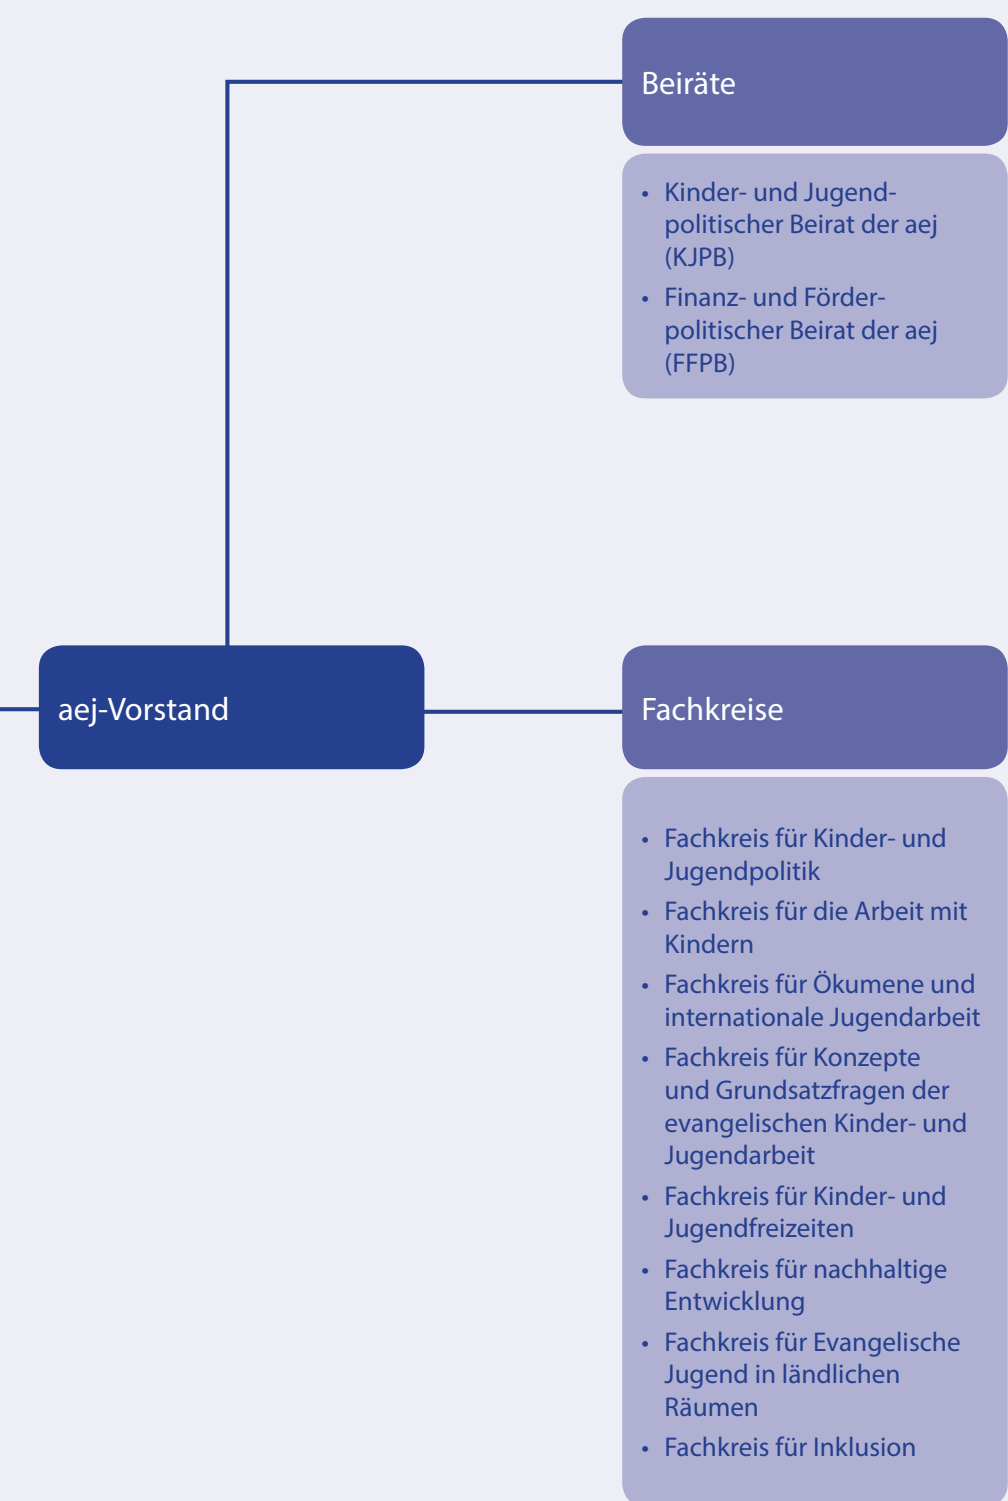 Beiräte
• Kinder- und Jugend-
politischer Beirat der aej
(KJPB)
• Finanz- und Förder-
politischer Beirat der aej
(FFPB)
aej-Vorstand
Fachkreise
• Fachkreis für Kinder- und
Jugendpolitik
• Fachkreis für die Arbeit mit
Kindern
• Fachkreis für Ökumene und
internationale Jugendarbeit
• Fachkreis für Konzepte
und Grundsatzfragen der
evangelischen Kinder- und
Jugendarbeit
• Fachkreis für Kinder- und
Jugendfreizeiten
• Fachkreis für nachhaltige
Entwicklung
• Fachkreis für Evangelische
Jugend in ländlichen
Räumen
• Fachkreis für Inklusion